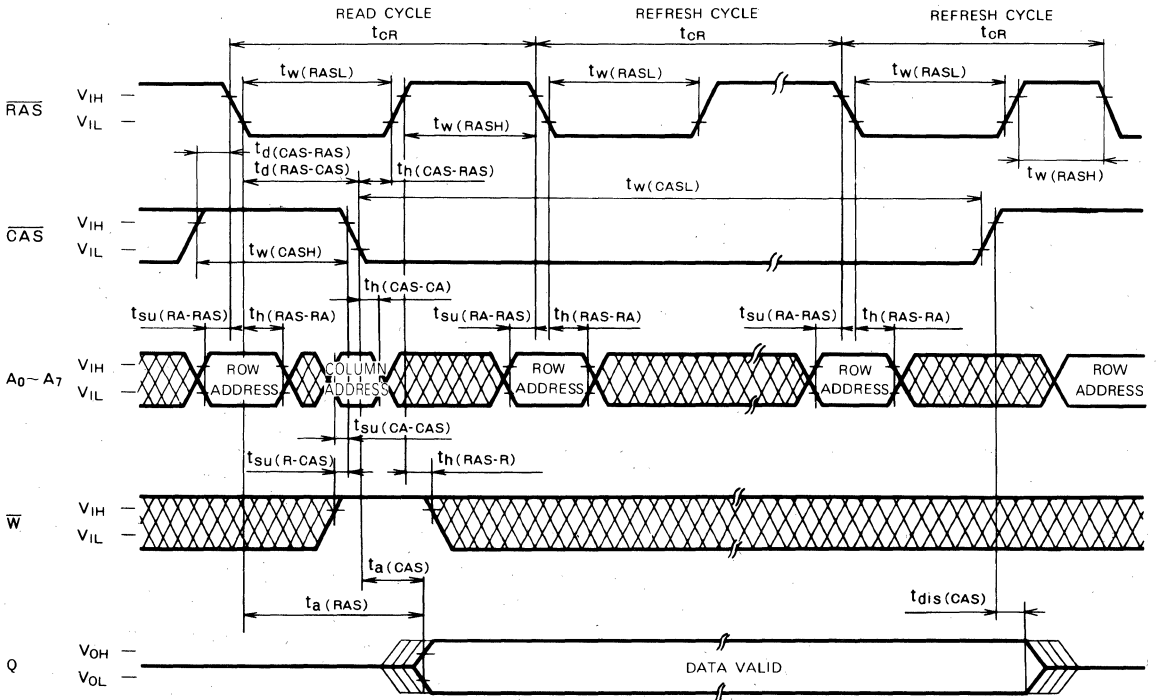 READ CYCLE REFRESH CYCLE REFRESH CYCLE
tCR tCR tCR
tw(RASL) tw(RASL) tw(RASL)
RAS VIH
VIL
tw(RASH)
td(CAS-RAS)
td(RAS-CAS) th(CAS-RAS)
tw(RASH)
tw(CASL)
CAS VIH
VIL
tw(CASH)
th(CAS-CA)
tsu(RA-RAS) th(RAS-RA) tsu(RA-RAS) th(RAS-RA) tsu(RA-RAS) th(RAS-RA)
A0~A7 VIH
VIL
ROW ADDRESS
COLUMN ADDRESS
ROW ADDRESS
ROW ADDRESS
ROW ADDRESS
tsu(CA-CAS)
tsu(R-CAS) th(RAS-R)
W VIH
VIL
ta(CAS)
ta(RAS) tdis(CAS)
Q VOH
VOL
DATA VALID